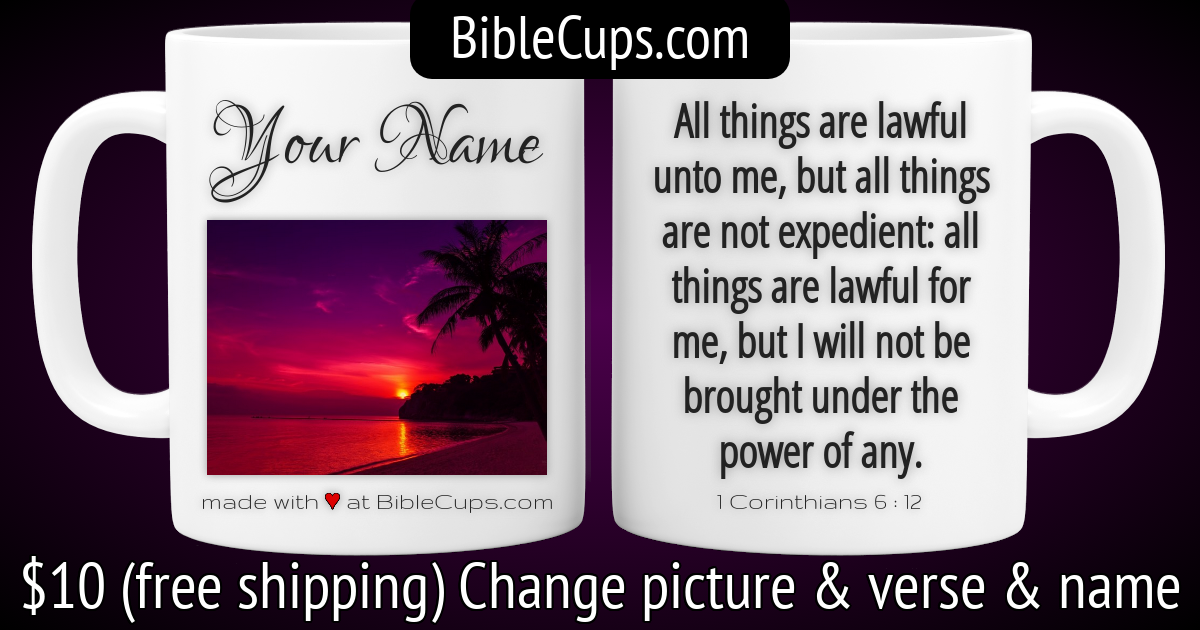 BibleCups.com
Your Name
made with ❤ at BibleCups.com
All things are lawful
unto me, but all things
are not expedient: all
things are lawful for
me, but I will not be
brought under the
power of any.
1 Corinthians 6 : 12
$10 (free shipping) Change picture & verse & name